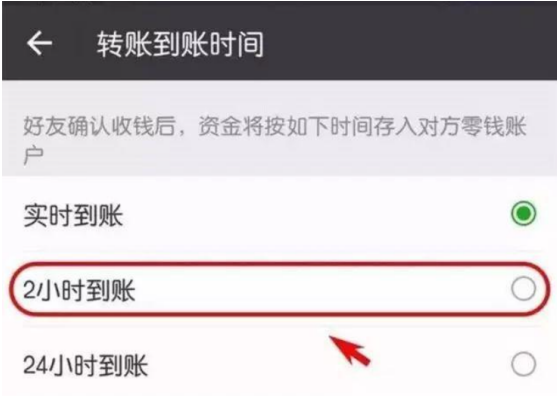 转账到账时间
好友确认收钱后，资金将按如下时间存入对方零钱账
户
实时到账
2小时到账
24小时到账